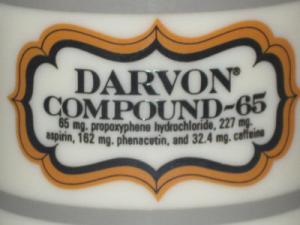 DARVON®
COMPOUND-65
65 mg. propoxyphene hydrochloride, 227 mg.
aspirin, 162 mg. phenacetin, and 32.4 mg. caffeine